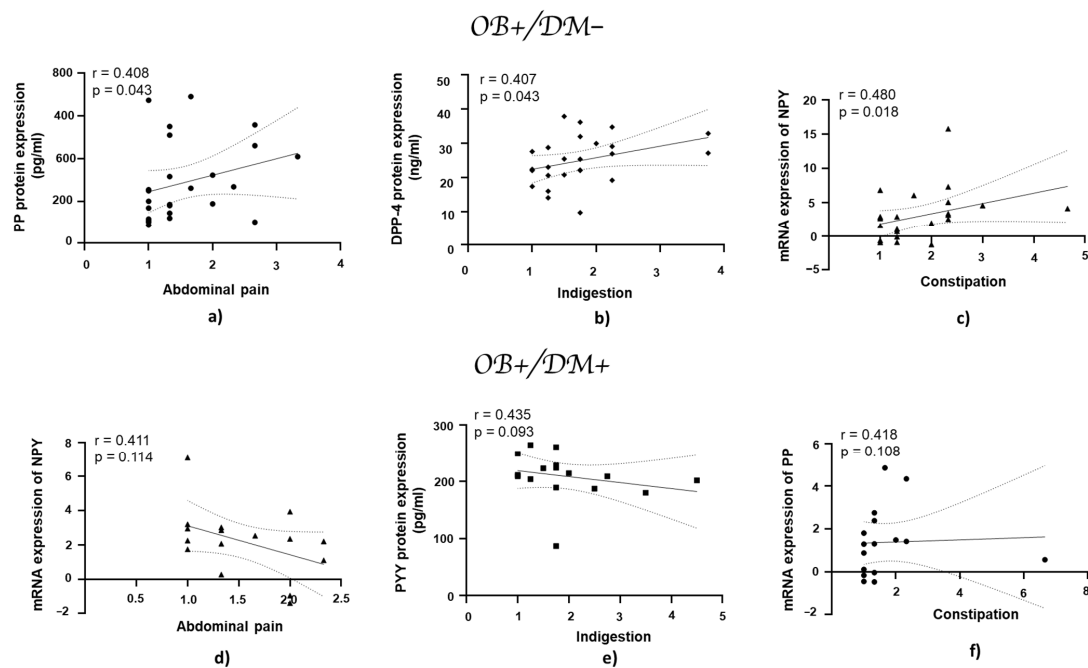 OB+/DM−
r = 0.408
p = 0.043
PP protein expression
(pg/ml)
800
400
600
200
0
0
1
2
3
4
Abdominal pain
a)
r = 0.407
p = 0.043
DPP-4 protein expression
(ng/ml)
50
40
30
20
10
0
0
1
2
3
4
Indigestion
b)
r = 0.480
p = 0.018
mRNA expression of NPY
20
15
10
5
0
−5
1
2
3
4
5
Constipation
c)
OB+/DM+
r = 0.411
p = 0.114
mRNA expression of NPY
8
6
4
2
0
−2
0.5
1.0
1.5
2.0
2.5
Abdominal pain
d)
r = 0.435
p = 0.093
PYY protein expression
(pg/ml)
300
200
100
0
0
1
2
3
4
5
Indigestion
e)
r = 0.418
p = 0.108
mRNA expression of PP
6
4
2
0
−2
2
4
6
8
Constipation
f)